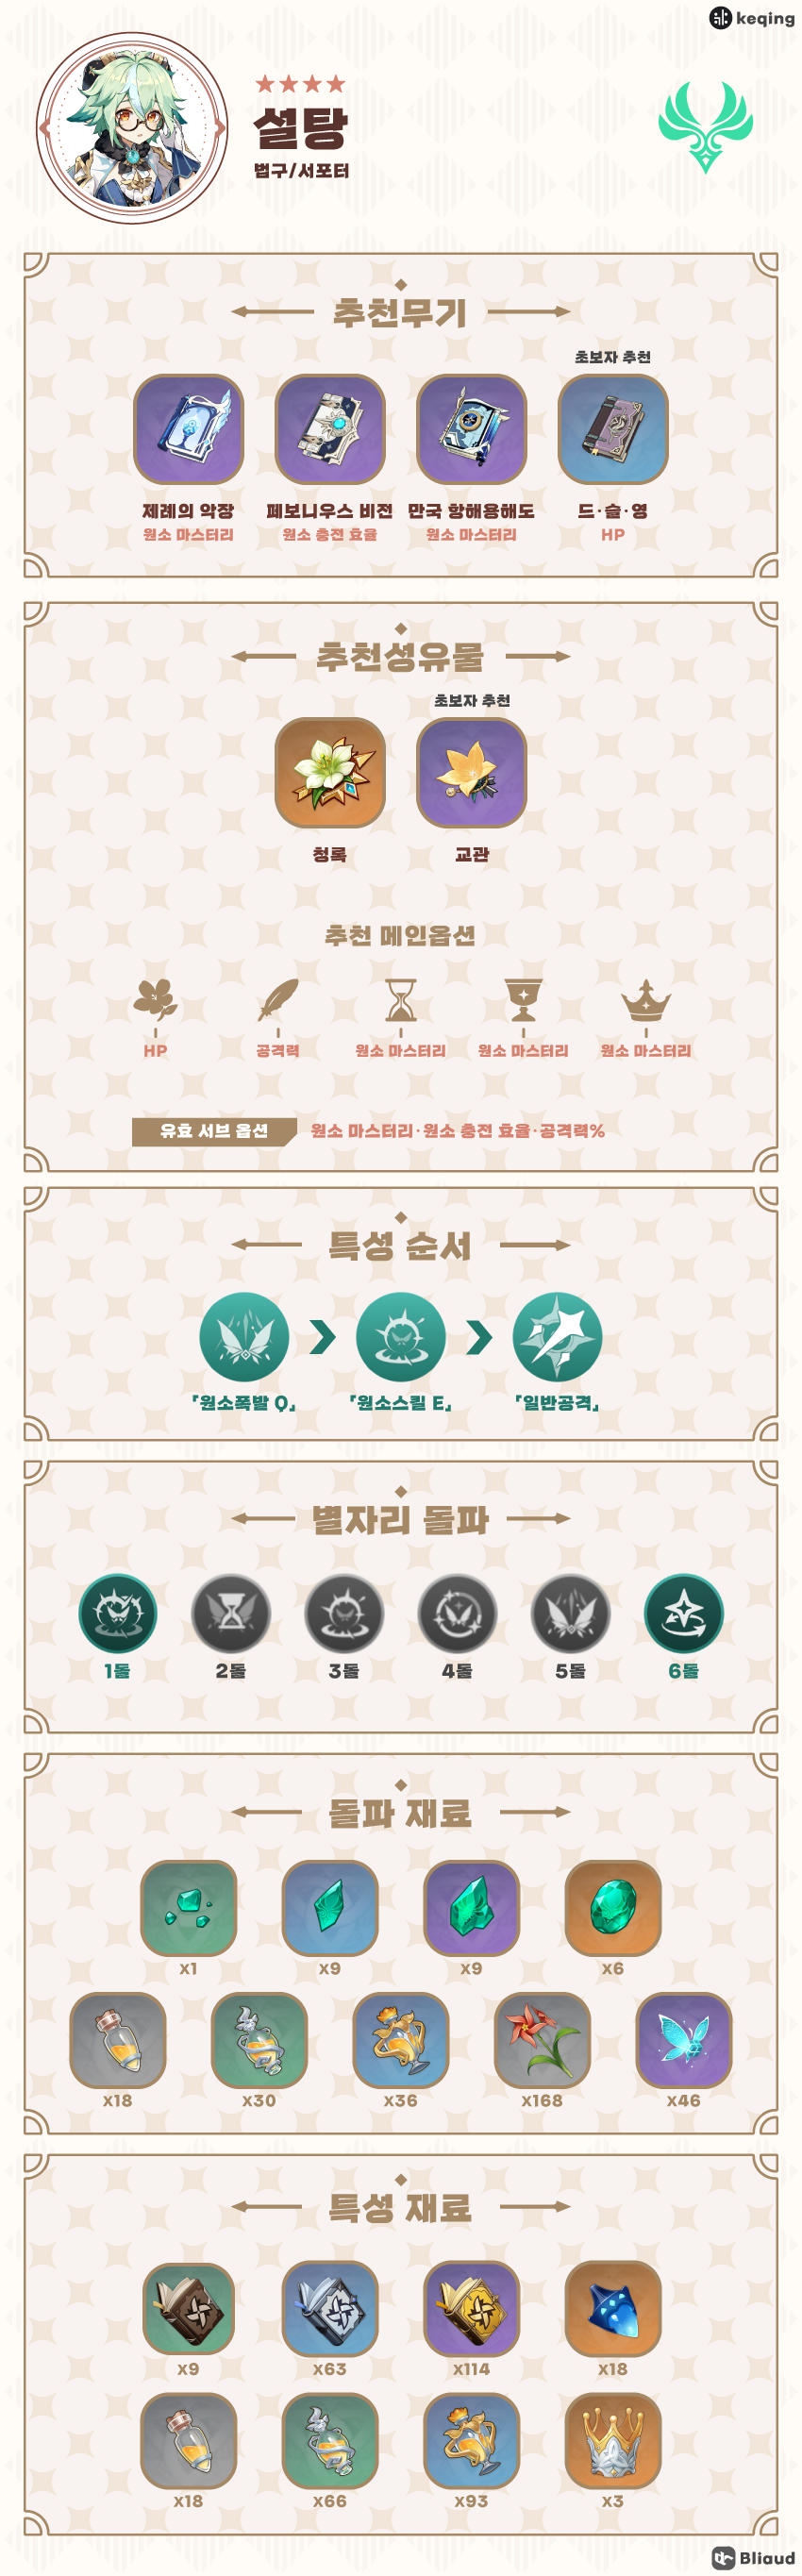 keqing
설탕
법구/서포터
추천무기
초보자 추천
제례의 악장
페보니우스 비전
만국 항해용해도
드·슬·영
원소 마스터리
원소 충전 효율
원소 마스터리
HP
추천성유물
초보자 추천
청록
교관
추천 메인옵션
HP
공격력
원소 마스터리
원소 마스터리
원소 마스터리
유효 서브 옵션
원소 마스터리·원소 충전 효율·공격력%
특성 순서
「원소폭발 Q」
「원소스킬 E」
「일반공격」
별자리 돌파
1돌
2돌
3돌
4돌
5돌
6돌
돌파 재료
x1
x9
x9
x6
x18
x30
x36
x168
x46
특성 재료
x9
x63
x114
x18
x18
x66
x93
x3
Bliaud